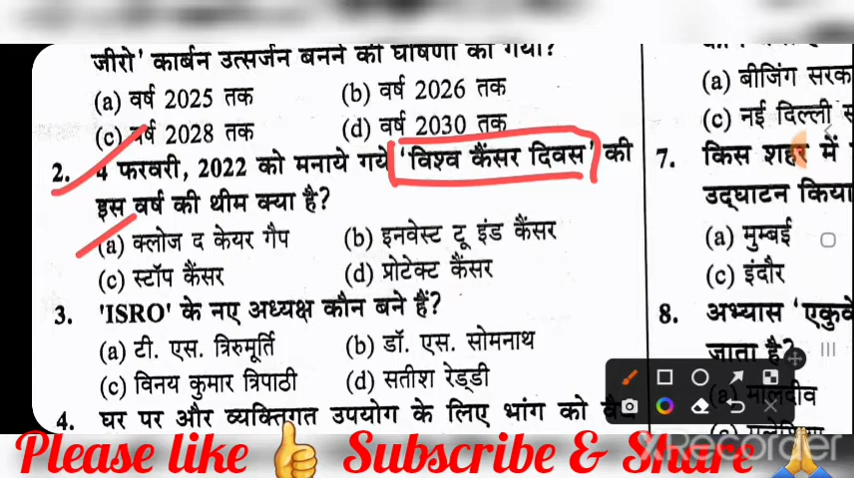 जीरो' कार्बन उत्सर्जन बनने की घोषणा की गयी?
(a) वर्ष 2025 तक (b) वर्ष 2026 तक
(c) वर्ष 2028 तक (d) वर्ष 2030 तक
2. 4 फरवरी, 2022 को मनाये गये 'विश्व कैंसर दिवस' की
इस वर्ष की थीम क्या है?
(a) क्लोज द केयर गैप (b) इनवेस्ट टू इंड कैंसर
(c) स्टॉप कैंसर (d) प्रोटेक्ट कैंसर
3. 'ISRO' के नए अध्यक्ष कौन बने हैं?
(a) टी. एस. त्रिरुमूर्ति (b) डॉ. एस. सोमनाथ
(c) विनय कुमार त्रिपाठी (d) सतीश रेड्डी
4. घर पर और व्यक्तिगत उपयोग के लिए भांग को
(a) बीजिंग सरक
(c) नई दिल्ली स
7. किस शहर में
उद्घाटन किया
(a) मुम्बई
(c) इंदौर
8. अभ्यास 'एकुवे
जाता है?
(a) मालदीव
XRecorder
Please like Subscribe & Share